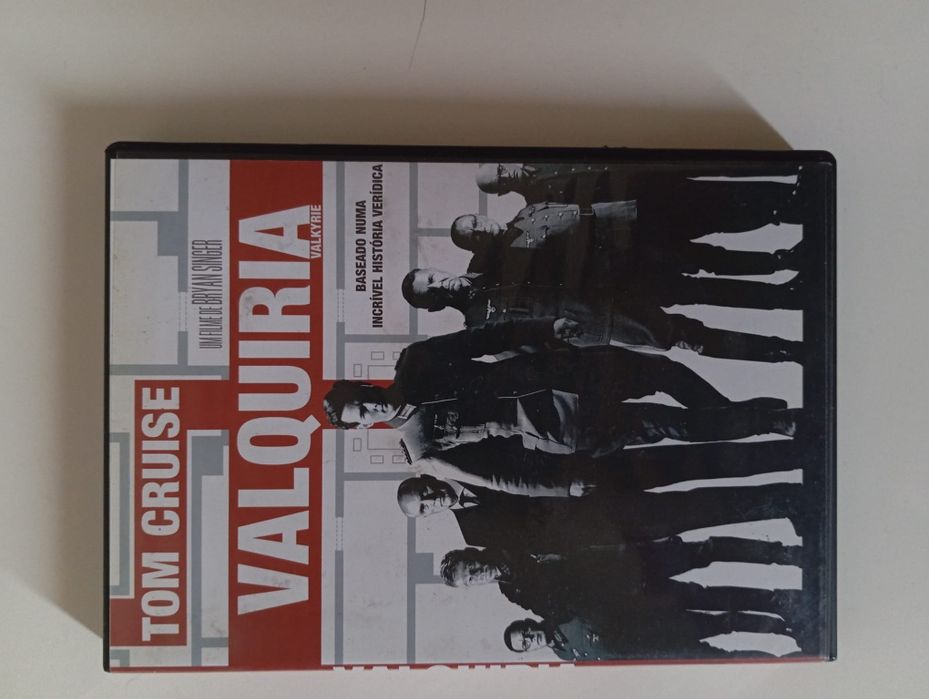 TOM CRUISE
UM FILME DE BRYAN SINGER
VALQUIRIA
VALKYRIE
BASEADO NUMA
INCRÍVEL HISTÓRIA VERÍDICA